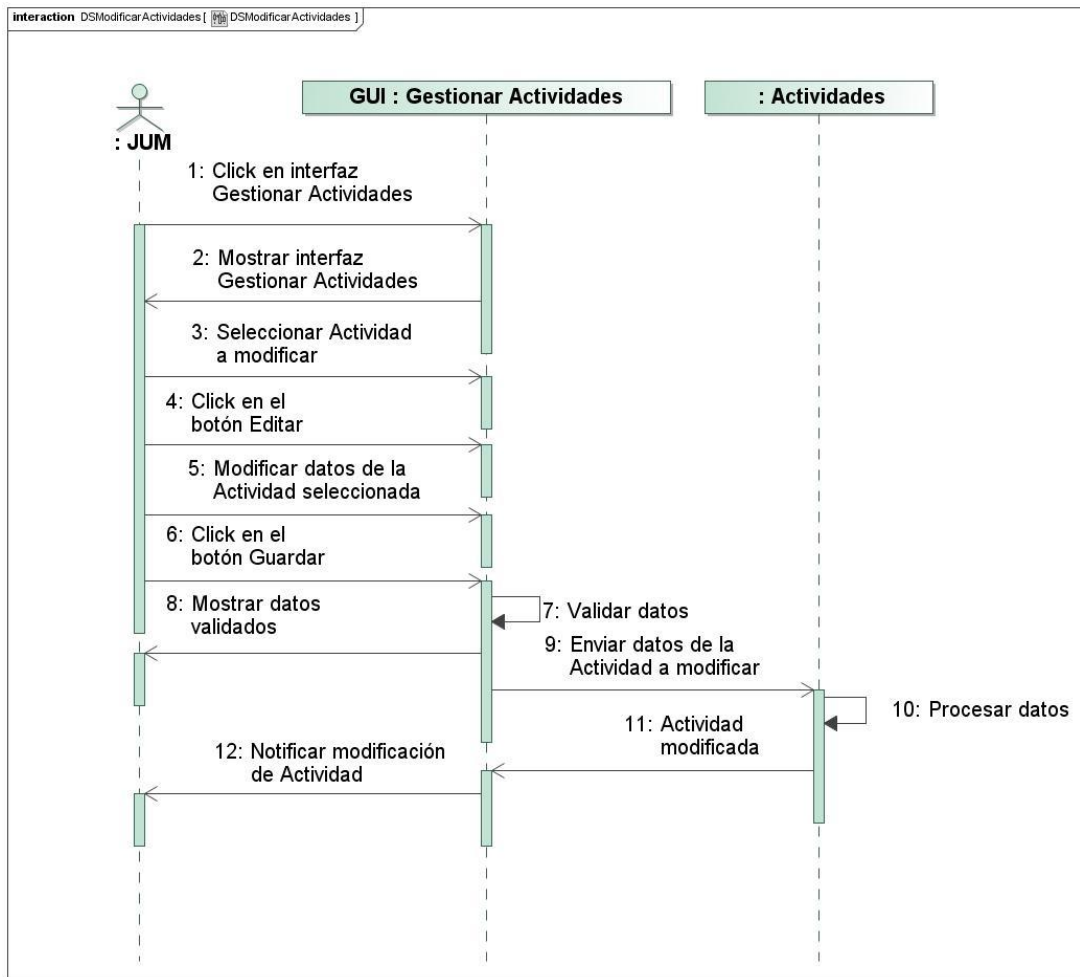 interaction DSModificarActividades [ DSModificarActividades ]
GUI : Gestionar Actividades
: Actividades
: JUM
1: Click en interfaz
Gestionar Actividades
2: Mostrar interfaz
Gestionar Actividades
3: Seleccionar Actividad
a modificar
4: Click en el
botón Editar
5: Modificar datos de la
Actividad seleccionada
6: Click en el
botón Guardar
8: Mostrar datos
validados
7: Validar datos
9: Enviar datos de la
Actividad a modificar
10: Procesar datos
11: Actividad
modificada
12: Notificar modificación
de Actividad